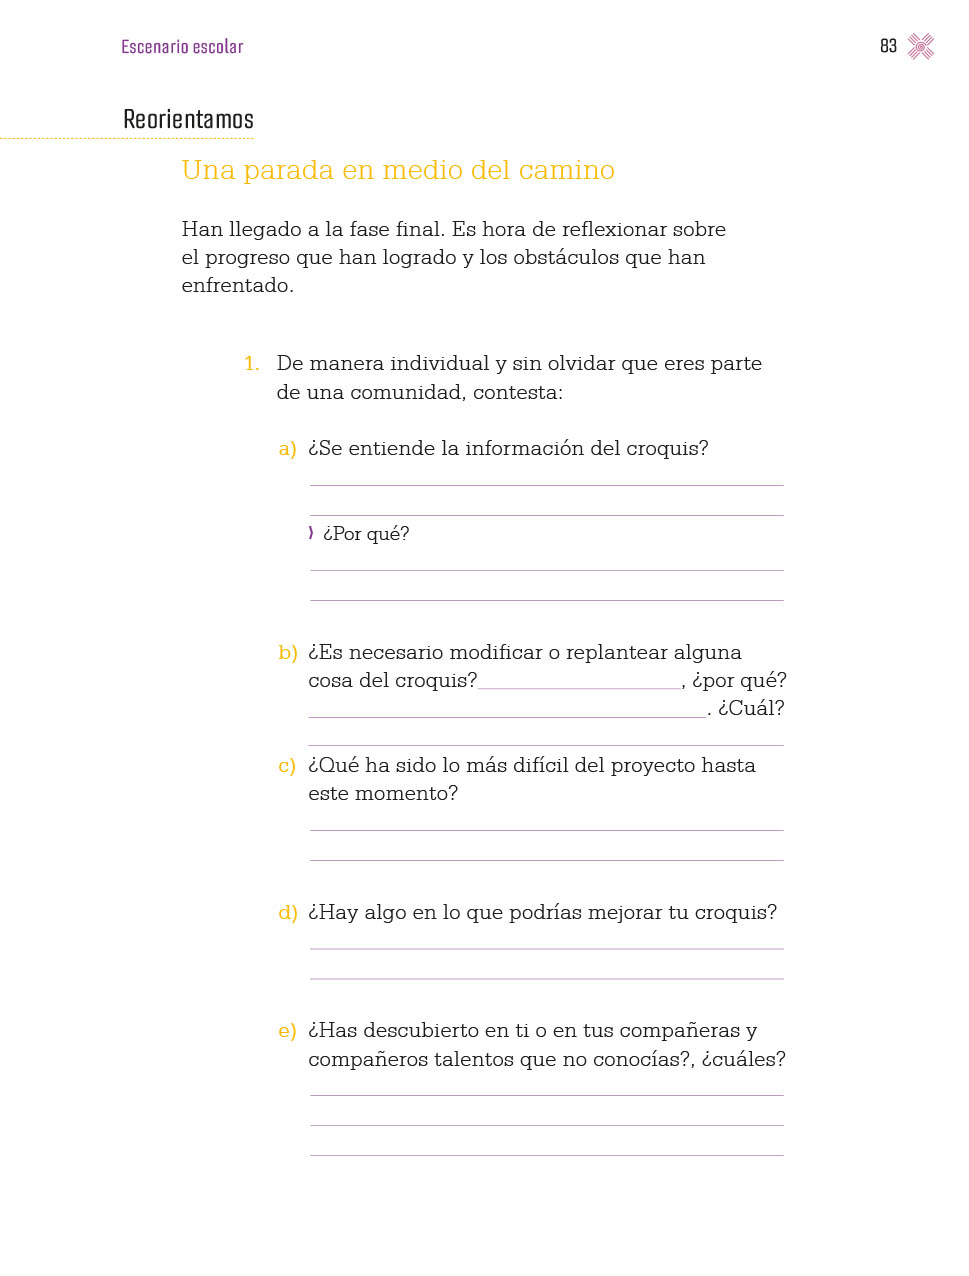 Escenario escolar
83
Reorientamos
Una parada en medio del camino
Han llegado a la fase final. Es hora de reflexionar sobre
el progreso que han logrado y los obstáculos que han
enfrentado.
1. De manera individual y sin olvidar que eres parte
de una comunidad, contesta:
a) ¿Se entiende la información del croquis?
⟩ ¿Por qué?
b) ¿Es necesario modificar o replantear alguna
cosa del croquis?____________________, ¿por qué?
________________________________________. ¿Cuál?
c) ¿Qué ha sido lo más difícil del proyecto hasta
este momento?
d) ¿Hay algo en lo que podrías mejorar tu croquis?
e) ¿Has descubierto en ti o en tus compañeras y
compañeros talentos que no conocías?, ¿cuáles?